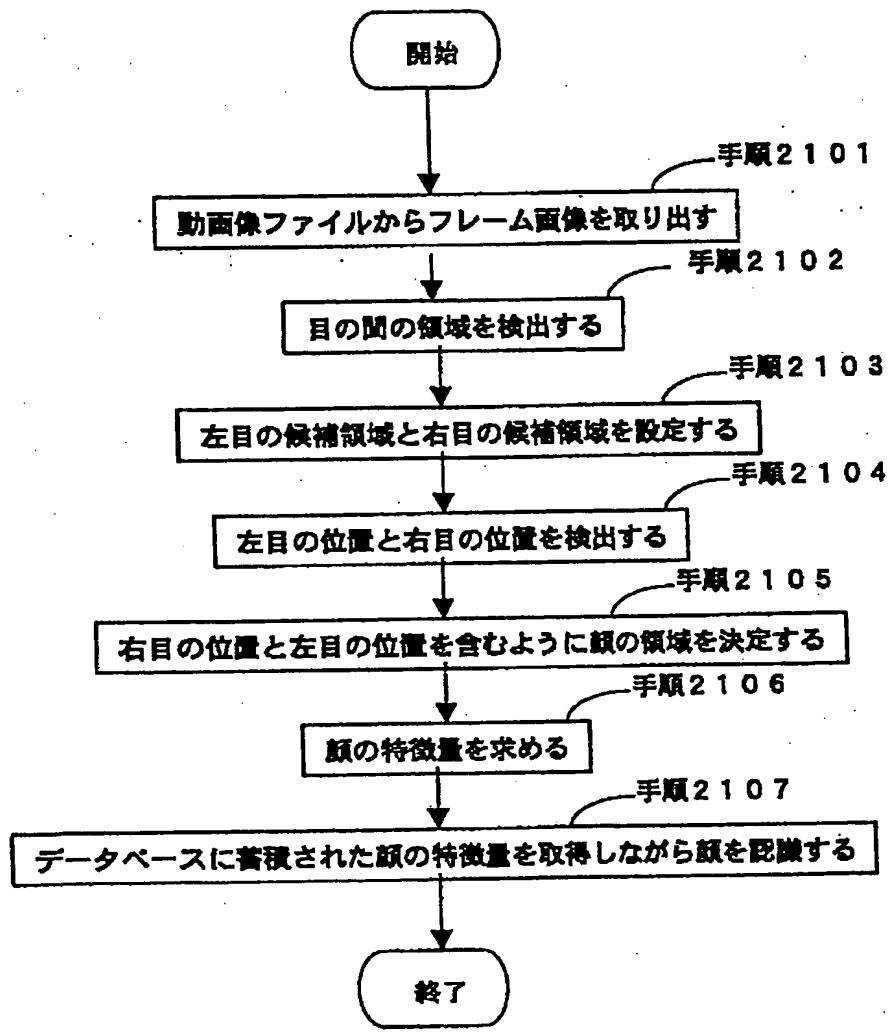 開始
手順2101
動画像ファイルからフレーム画像を取り出す
手順2102
目の間の領域を検出する
手順2103
左目の候補領域と右目の候補領域を設定する
手順2104
左目の位置と右目の位置を検出する
手順2105
右目の位置と左目の位置を含むように顔の領域を決定する
手順2106
顔の特徴量を求める
手順2107
データベースに蓄積された顔の特徴量を取得しながら顔を認識する
終了